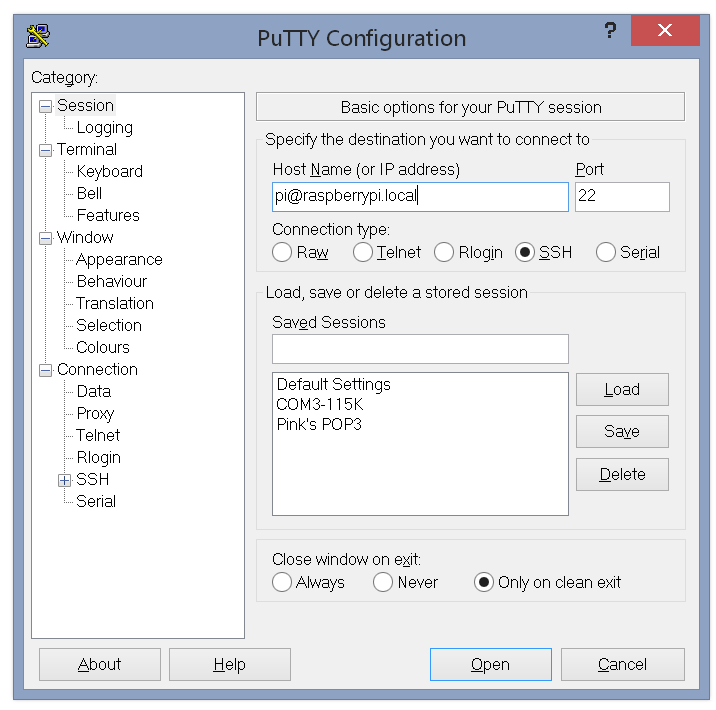 PuTTY Configuration
?
Category:
Session
Logging
Terminal
Keyboard
Bell
Features
Window
Appearance
Behaviour
Translation
Selection
Colours
Connection
Data
Proxy
Telnet
Rlogin
SSH
Serial
Basic options for your PuTTY session
Specify the destination you want to connect to
Host Name (or IP address) Port
pi@raspberrypi.local 22
Connection type:
Raw Telnet Rlogin SSH Serial
Load, save or delete a stored session
Saved Sessions
Default Settings
COM3-115K
Pink's POP3
Load
Save
Delete
Close window on exit:
Always Never Only on clean exit
About Help Open Cancel